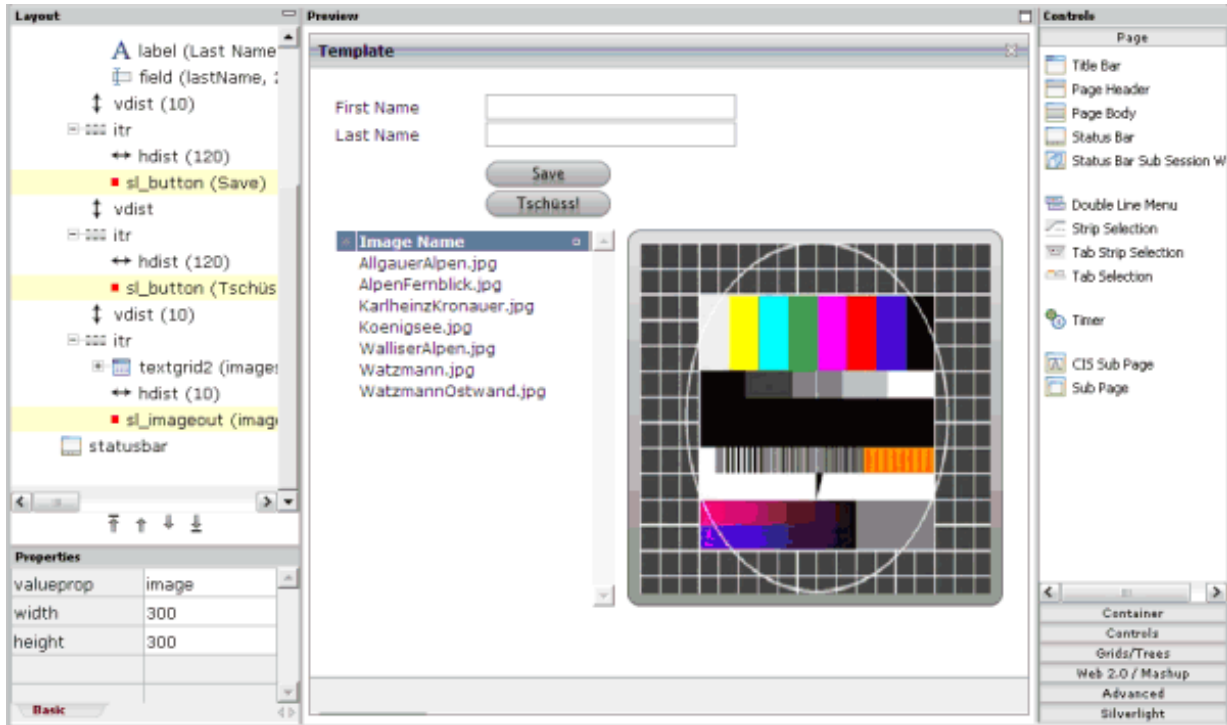 Layout
label (Last Name
field (lastName, 2
vdist (10)
itr
hdist (120)
sl_button (Save)
vdist
itr
hdist (120)
sl_button (Tschüs
vdist (10)
itr
textgrid2 (images
hdist (10)
sl_imageout (imag
statusbar
Properties
valueprop image
width 300
height 300
Basic
Preview
Template
First Name
Last Name
Save
Tschüss!
Image Name
AllgauerAlpen.jpg
AlpenFernblick.jpg
KarlheinzKronauer.jpg
Koenigsee.jpg
WalliserAlpen.jpg
Watzmann.jpg
WatzmannOstwand.jpg
Controls
Page
Title Bar
Page Header
Page Body
Status Bar
Status Bar Sub Session W
Double Line Menu
Strip Selection
Tab Strip Selection
Tab Selection
Timer
CIS Sub Page
Sub Page
Container
Controls
Grids/Trees
Web 2.0 / Mashup
Advanced
Silverlight